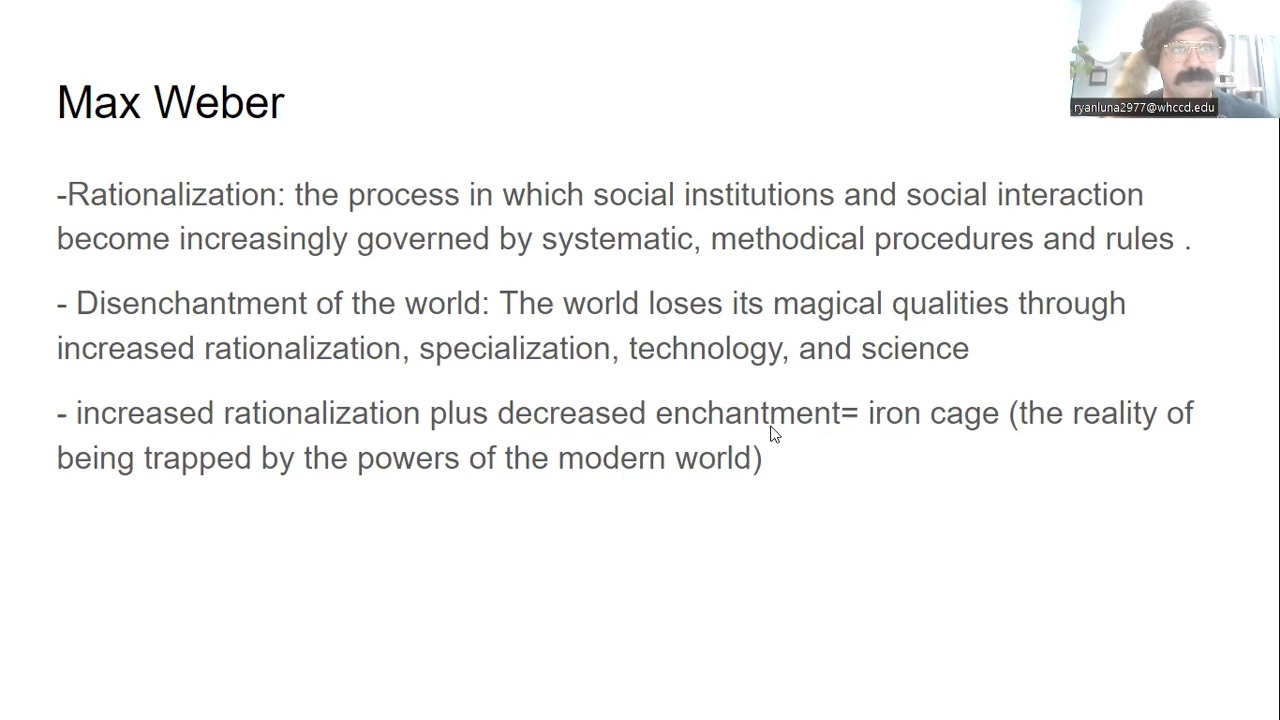 Max Weber
ryanluna2977@whccd.edu
-Rationalization: the process in which social institutions and social interaction
become increasingly governed by systematic, methodical procedures and rules .
- Disenchantment of the world: The world loses its magical qualities through
increased rationalization, specialization, technology, and science
- increased rationalization plus decreased enchantment= iron cage (the reality of
being trapped by the powers of the modern world)